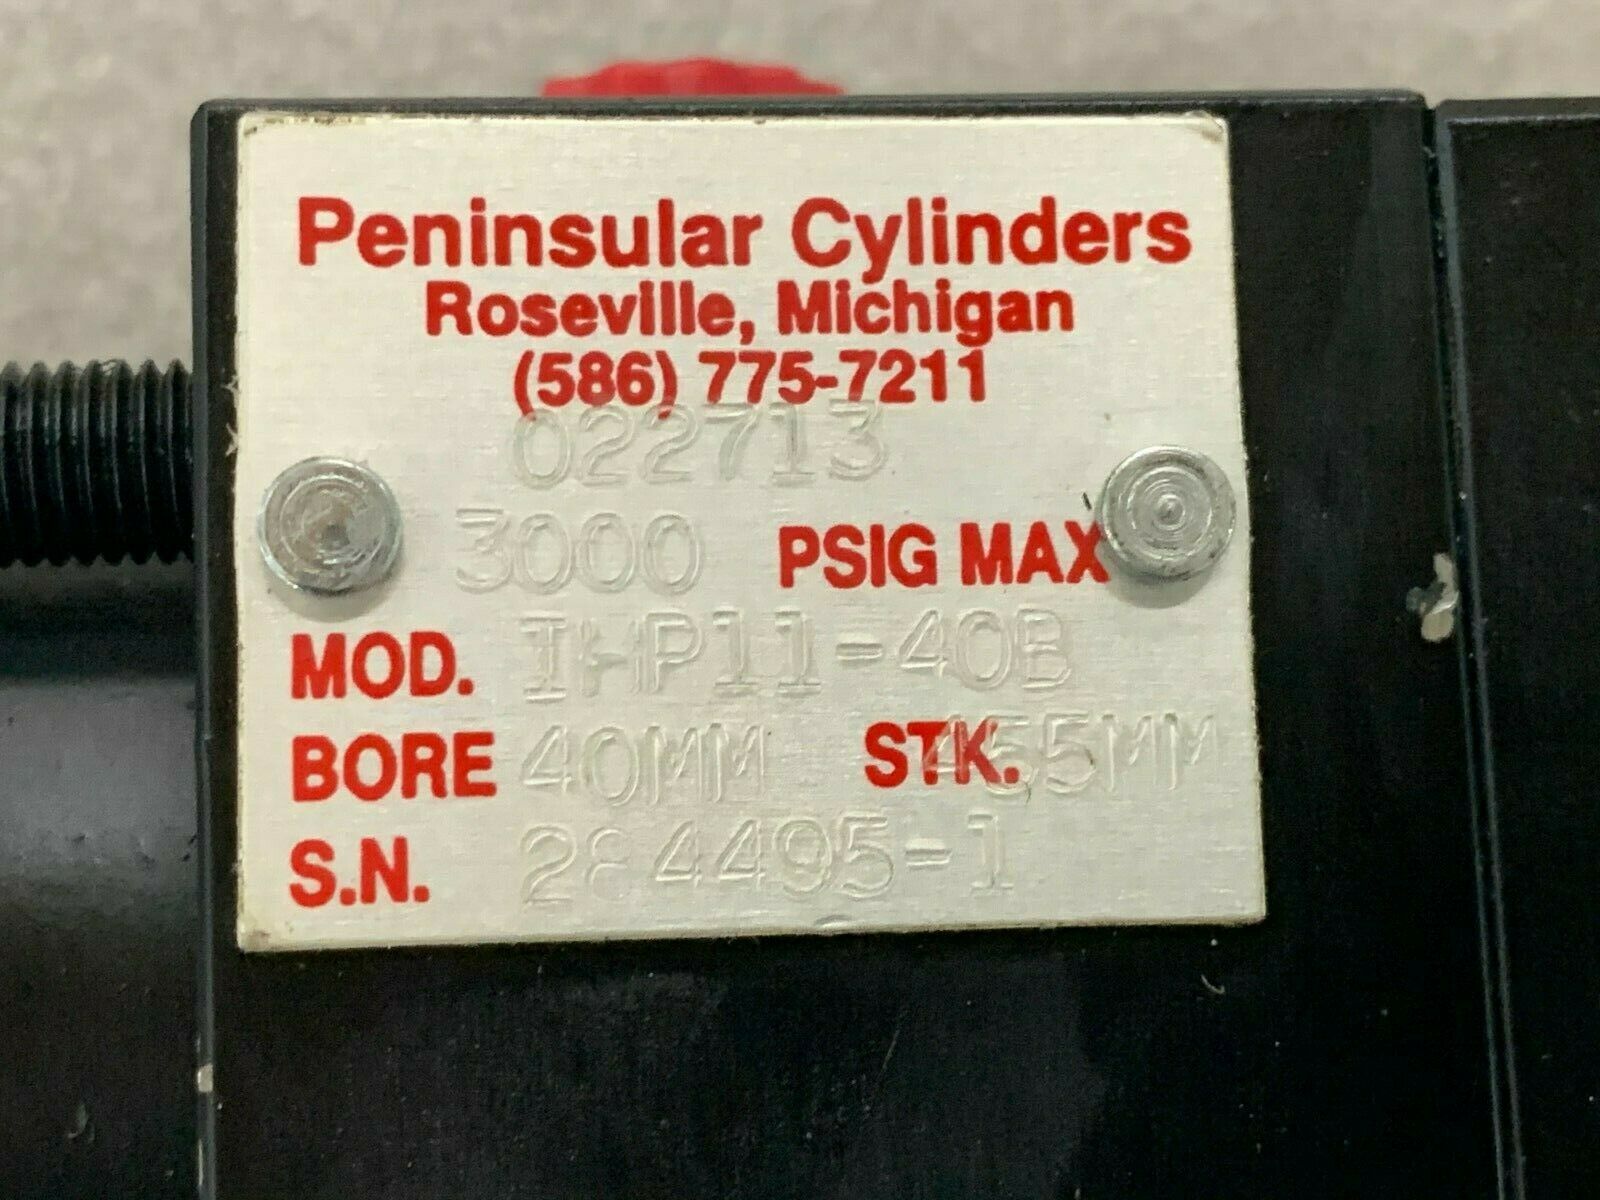 Peninsular Cylinders
Roseville, Michigan
(586) 775-7211
022713
3000 PSIG MAX
MOD. IHP11-40B
BORE 40MM STK. 455MM
S.N. 284495-1